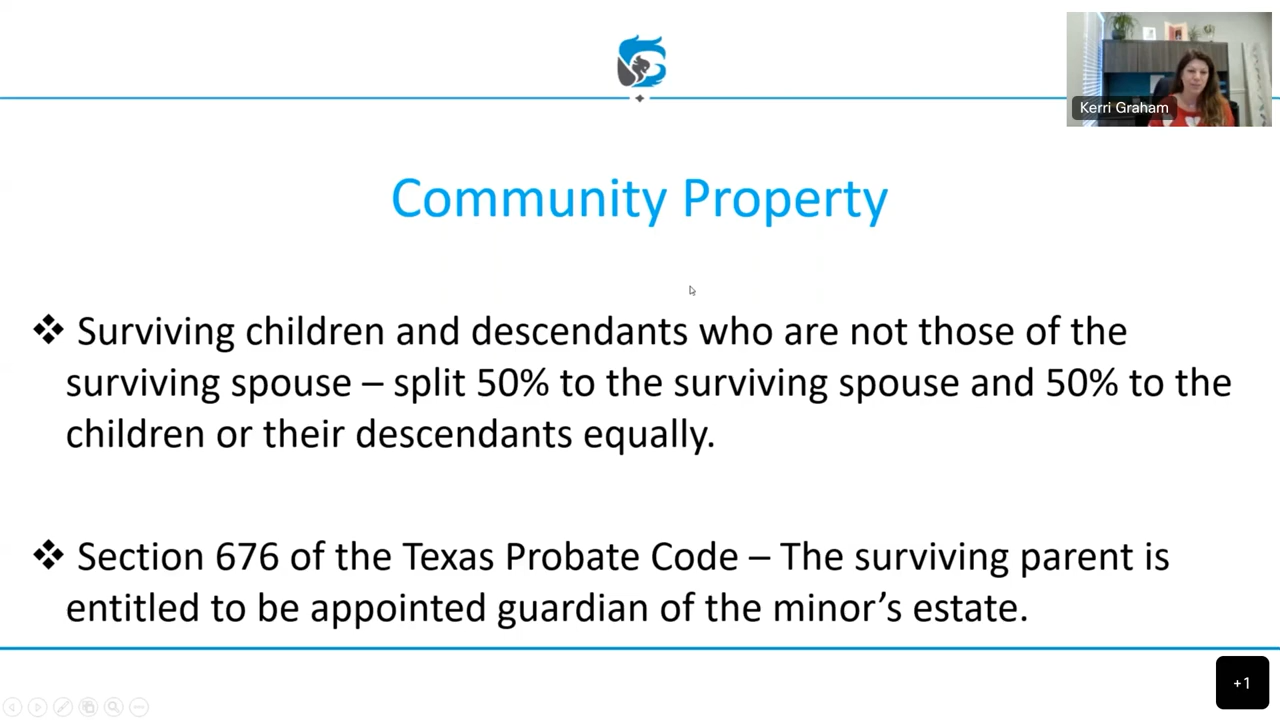 Kerri Graham
Community Property
❖ Surviving children and descendants who are not those of the
surviving spouse – split 50% to the surviving spouse and 50% to the
children or their descendants equally.
❖ Section 676 of the Texas Probate Code – The surviving parent is
entitled to be appointed guardian of the minor’s estate.
+1